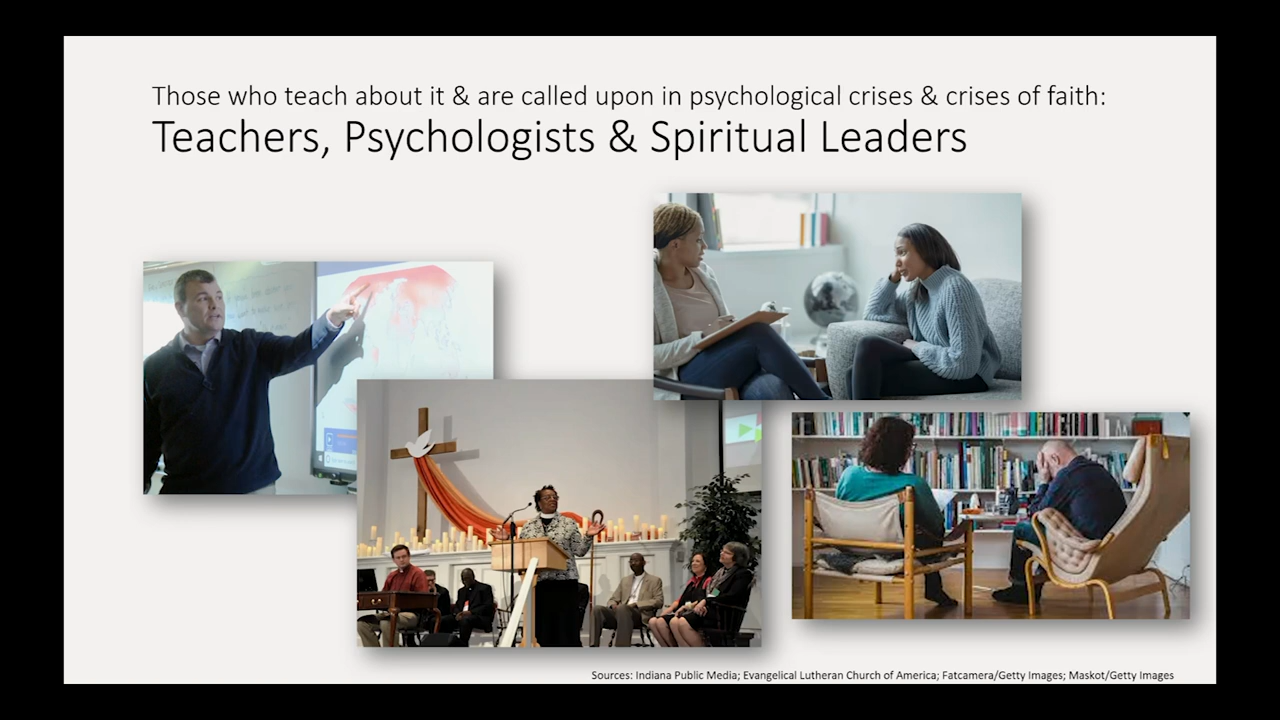 Those who teach about it & are called upon in psychological crises & crises of faith:
Teachers, Psychologists & Spiritual Leaders
Sources: Indiana Public Media; Evangelical Lutheran Church of America; Fatcamera/Getty Images; Maskot/Getty Images